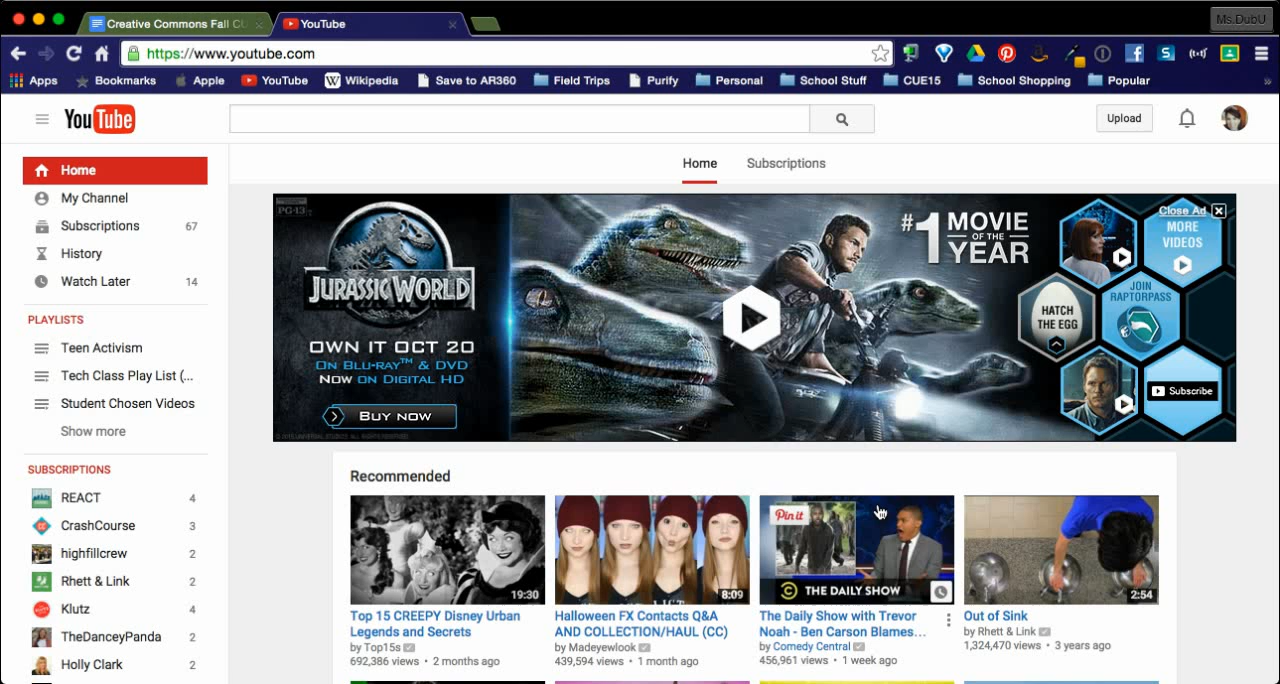 Creative Commons Fall CU
YouTube
Ms.DubU
https://www.youtube.com
Apps
Bookmarks
Apple
YouTube
Wikipedia
Save to AR360
Field Trips
Purify
Personal
School Stuff
CUE15
School Shopping
Popular
»
YouTube
Upload
Home
Subscriptions
Home
My Channel
Subscriptions 67
History
Watch Later 14
PLAYLISTS
Teen Activism
Tech Class Play List (...
Student Chosen Videos
Show more
SUBSCRIPTIONS
REACT 4
CrashCourse 3
highfillcrew 2
Rhett & Link 2
Klutz 4
TheDanceyPanda 2
Holly Clark 2
PG-13
JURASSIC WORLD
OWN IT OCT 20
ON BLU-RAY™ & DVD
NOW ON DIGITAL HD
BUY NOW
#1 MOVIE
OF THE
YEAR
Close Ad X
MORE
VIDEOS
HATCH
THE EGG
JOIN
RAPTORPASS
Subscribe
Recommended
19:30
Top 15 CREEPY Disney Urban
Legends and Secrets
by Top15s
692,386 views • 2 months ago
8:09
Halloween FX Contacts Q&A
AND COLLECTION/HAUL (CC)
by Madeyewlook
439,594 views • 1 month ago
Pin it
THE DAILY SHOW
The Daily Show with Trevor
Noah - Ben Carson Blames...
by Comedy Central
456,961 views • 1 week ago
2:54
Out of Sink
by Rhett & Link
1,324,470 views • 3 years ago